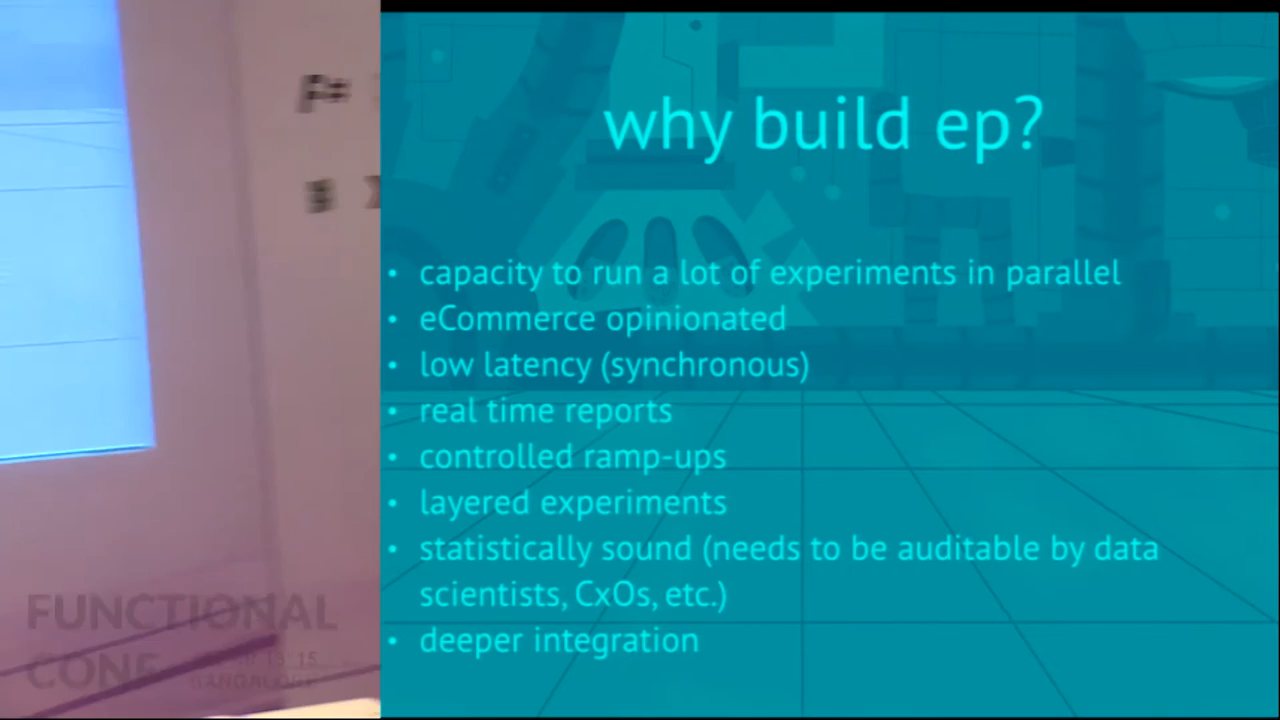 why build ep?
• capacity to run a lot of experiments in parallel
• eCommerce opinionated
• low latency (synchronous)
• real time reports
• controlled ramp-ups
• layered experiments
• statistically sound (needs to be auditable by data
scientists, CxOs, etc.)
• deeper integration
F#
FUNCTIONAL
CONF